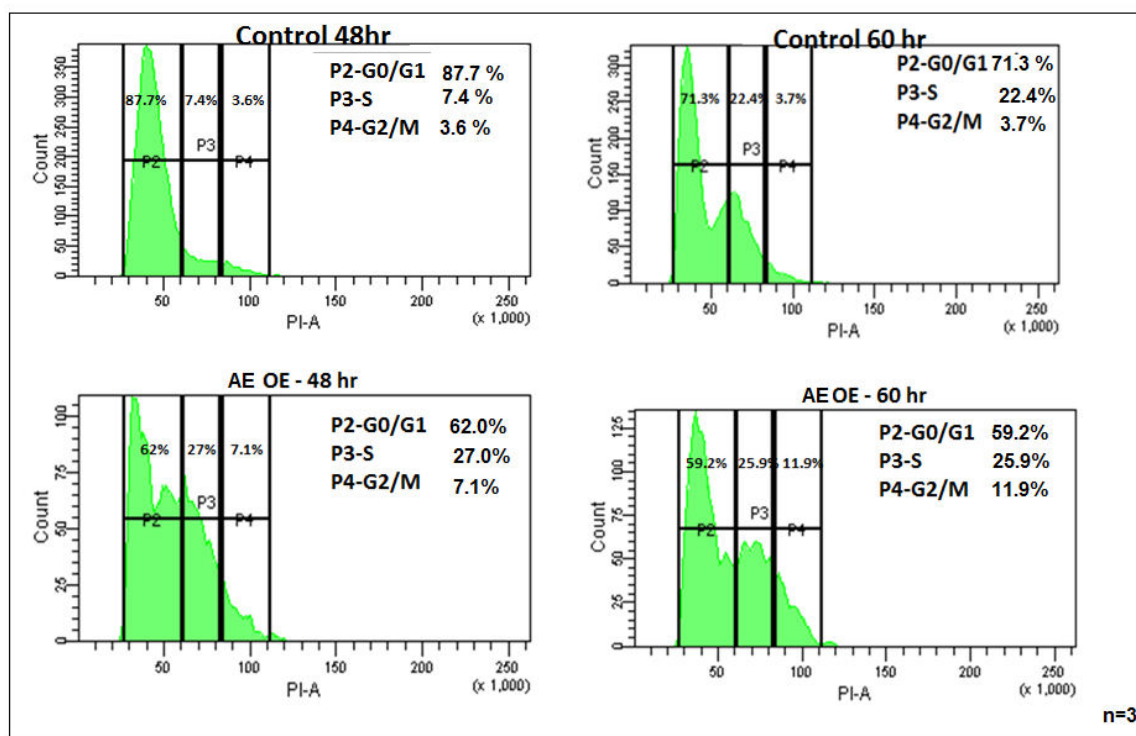 Control 48hr
P2-G0/G1 87.7 %
P3-S 7.4 %
P4-G2/M 3.6 %
87.7% 7.4% 3.6%
P2 P3 P4
Count
0 50 100 150 200 250 300 350
50 100 150 200 250
PI-A
(x 1,000)
Control 60 hr
P2-G0/G1 71.3 %
P3-S 22.4%
P4-G2/M 3.7%
71.3% 22.4% 3.7%
P2 P3 P4
Count
0 50 100 150 200 250 300
50 100 150 200 250
PI-A
(x 1,000)
AE OE - 48 hr
P2-G0/G1 62.0%
P3-S 27.0%
P4-G2/M 7.1%
62% 27% 7.1%
P2 P3 P4
Count
0 25 50 75 100
50 100 150 200 250
PI-A
(x 1,000)
AE OE - 60 hr
P2-G0/G1 59.2%
P3-S 25.9%
P4-G2/M 11.9%
59.2% 25.9% 11.9%
P2 P3 P4
Count
0 25 50 75 100 125
50 100 150 200 250
PI-A
(x 1,000)
n=3